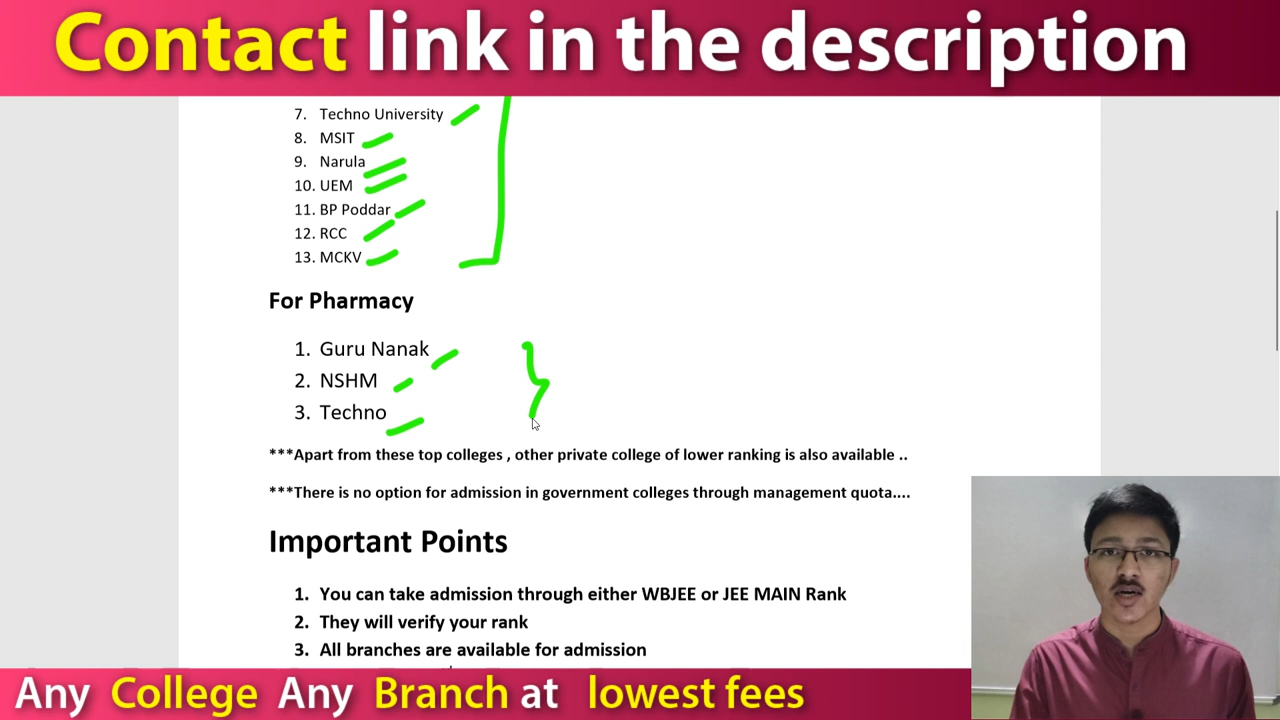 Contact link in the description
7. Techno University
8. MSIT
9. Narula
10. UEM
11. BP Poddar
12. RCC
13. MCKV
For Pharmacy
1. Guru Nanak
2. NSHM
3. Techno
***Apart from these top colleges , other private college of lower ranking is also available ..
***There is no option for admission in government colleges through management quota....
Important Points
1. You can take admission through either WBJEE or JEE MAIN Rank
2. They will verify your rank
3. All branches are available for admission
Any College Any Branch at lowest fees